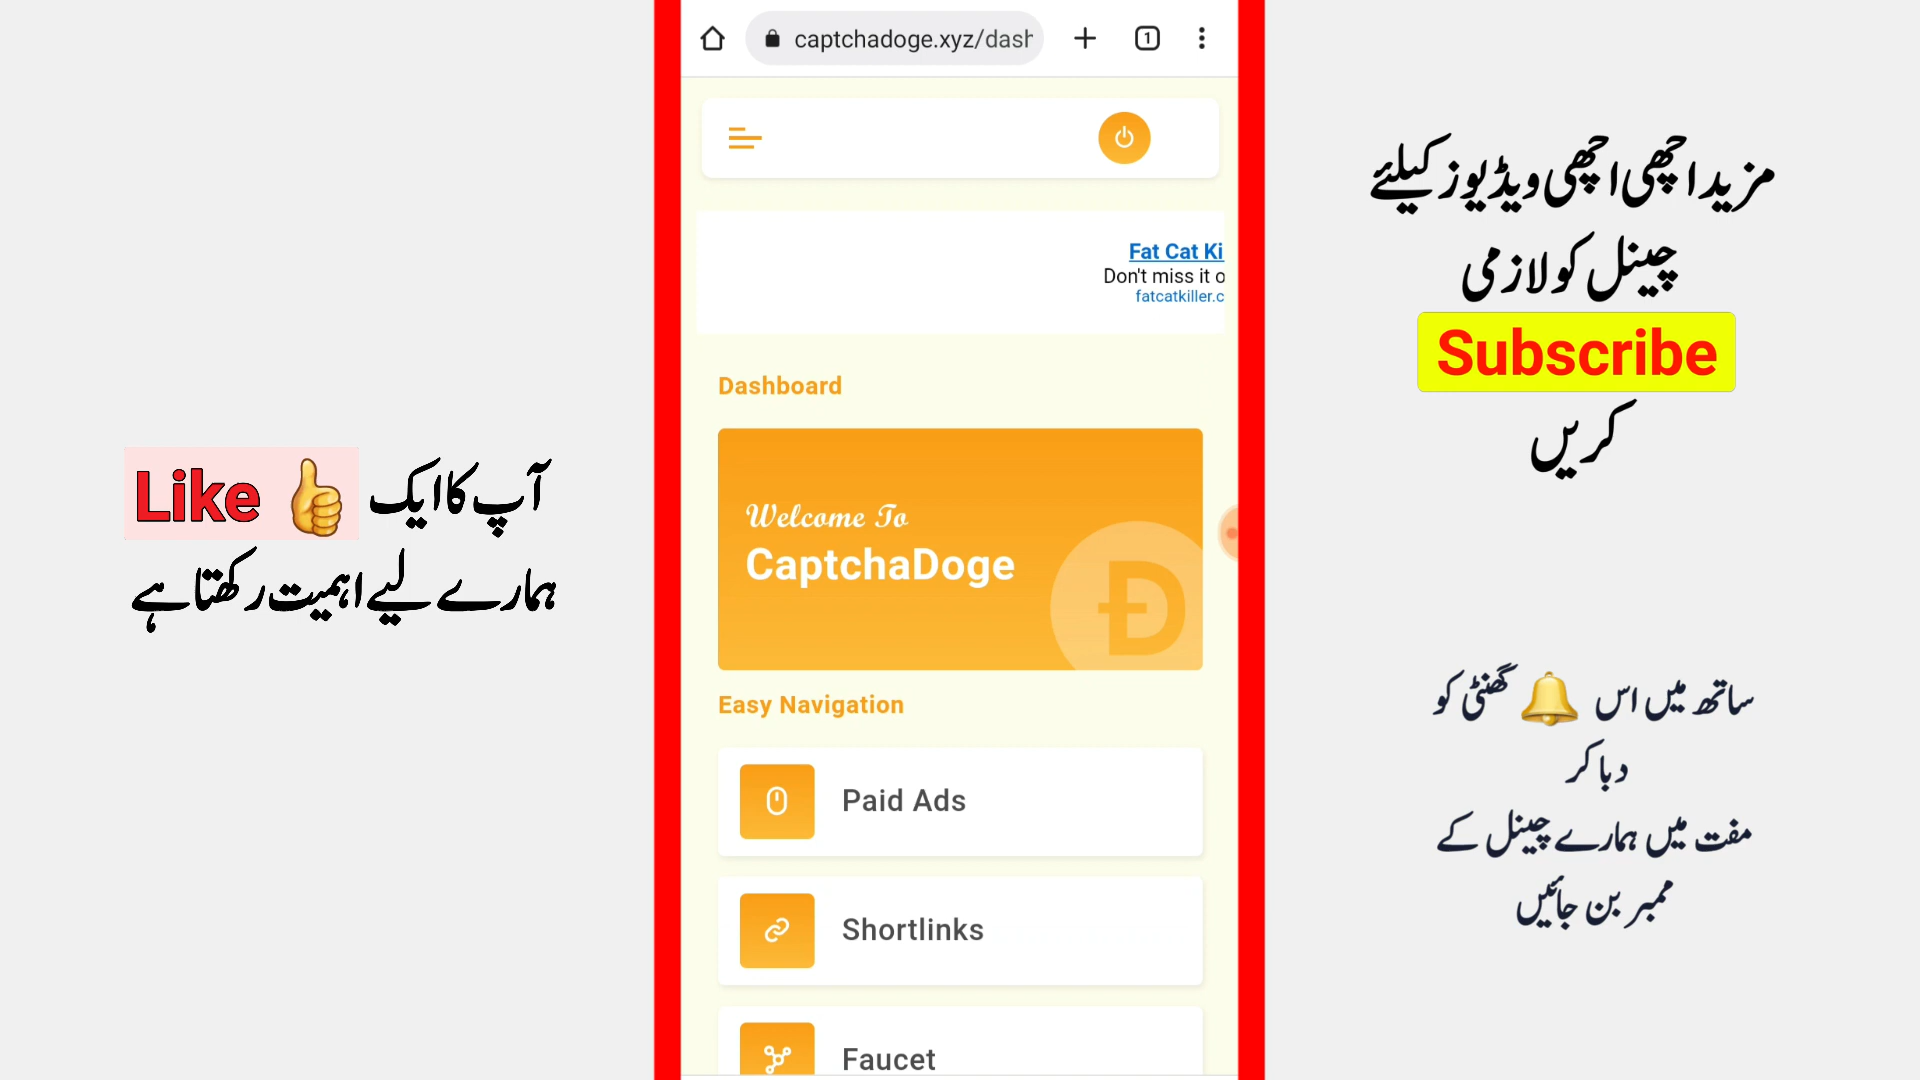 آپ کا ایک Like 👍
ہمارے لیے اہمیت رکھتا ہے
1
captchadoge.xyz/dash
Fat Cat Ki
Don't miss it o
fatcatkiller.c
Dashboard
Welcome To
CaptchaDoge
Easy Navigation
Paid Ads
Shortlinks
Faucet
مزید اچھی اچھی ویڈیوز کیلئے
چینل کو لازمی
Subscribe
کریں
ساتھ میں اس 🔔 گھنٹی کو
دبا کر
مفت میں ہمارے چینل کے
ممبر بن جائیں